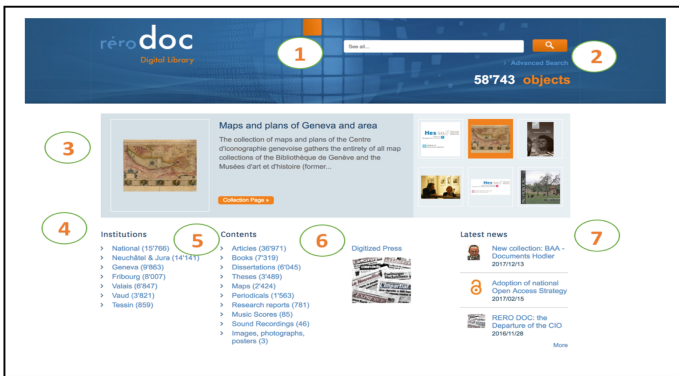 réro doc
Digital Library
1
See all...
2
Advanced Search
58'743 objects
3
Maps and plans of Geneva and area
The collection of maps and plans of the Centre
d'iconographie genevoise gathers the entirety of all map
collections of the Bibliothèque de Genève and the
Musées d'art et d'histoire (former...
Collection Page »
4
Institutions
National (15'766)
Neuchâtel & Jura (14'141)
Geneva (9'863)
Fribourg (8'007)
Valais (6'847)
Vaud (3'821)
Tessin (859)
5
Contents
Articles (36'971)
Books (7'319)
Dissertations (6'045)
Theses (3'489)
Maps (2'424)
Periodicals (1'563)
Research reports (781)
Music Scores (85)
Sound Recordings (46)
Images, photographs,
posters (3)
6
Digitized Press
7
Latest news
New collection: BAA -
Documents Hodler
2017/12/13
Adoption of national
Open Access Strategy
2017/02/15
RERO DOC: the
Departure of the CIO
2016/11/28
More